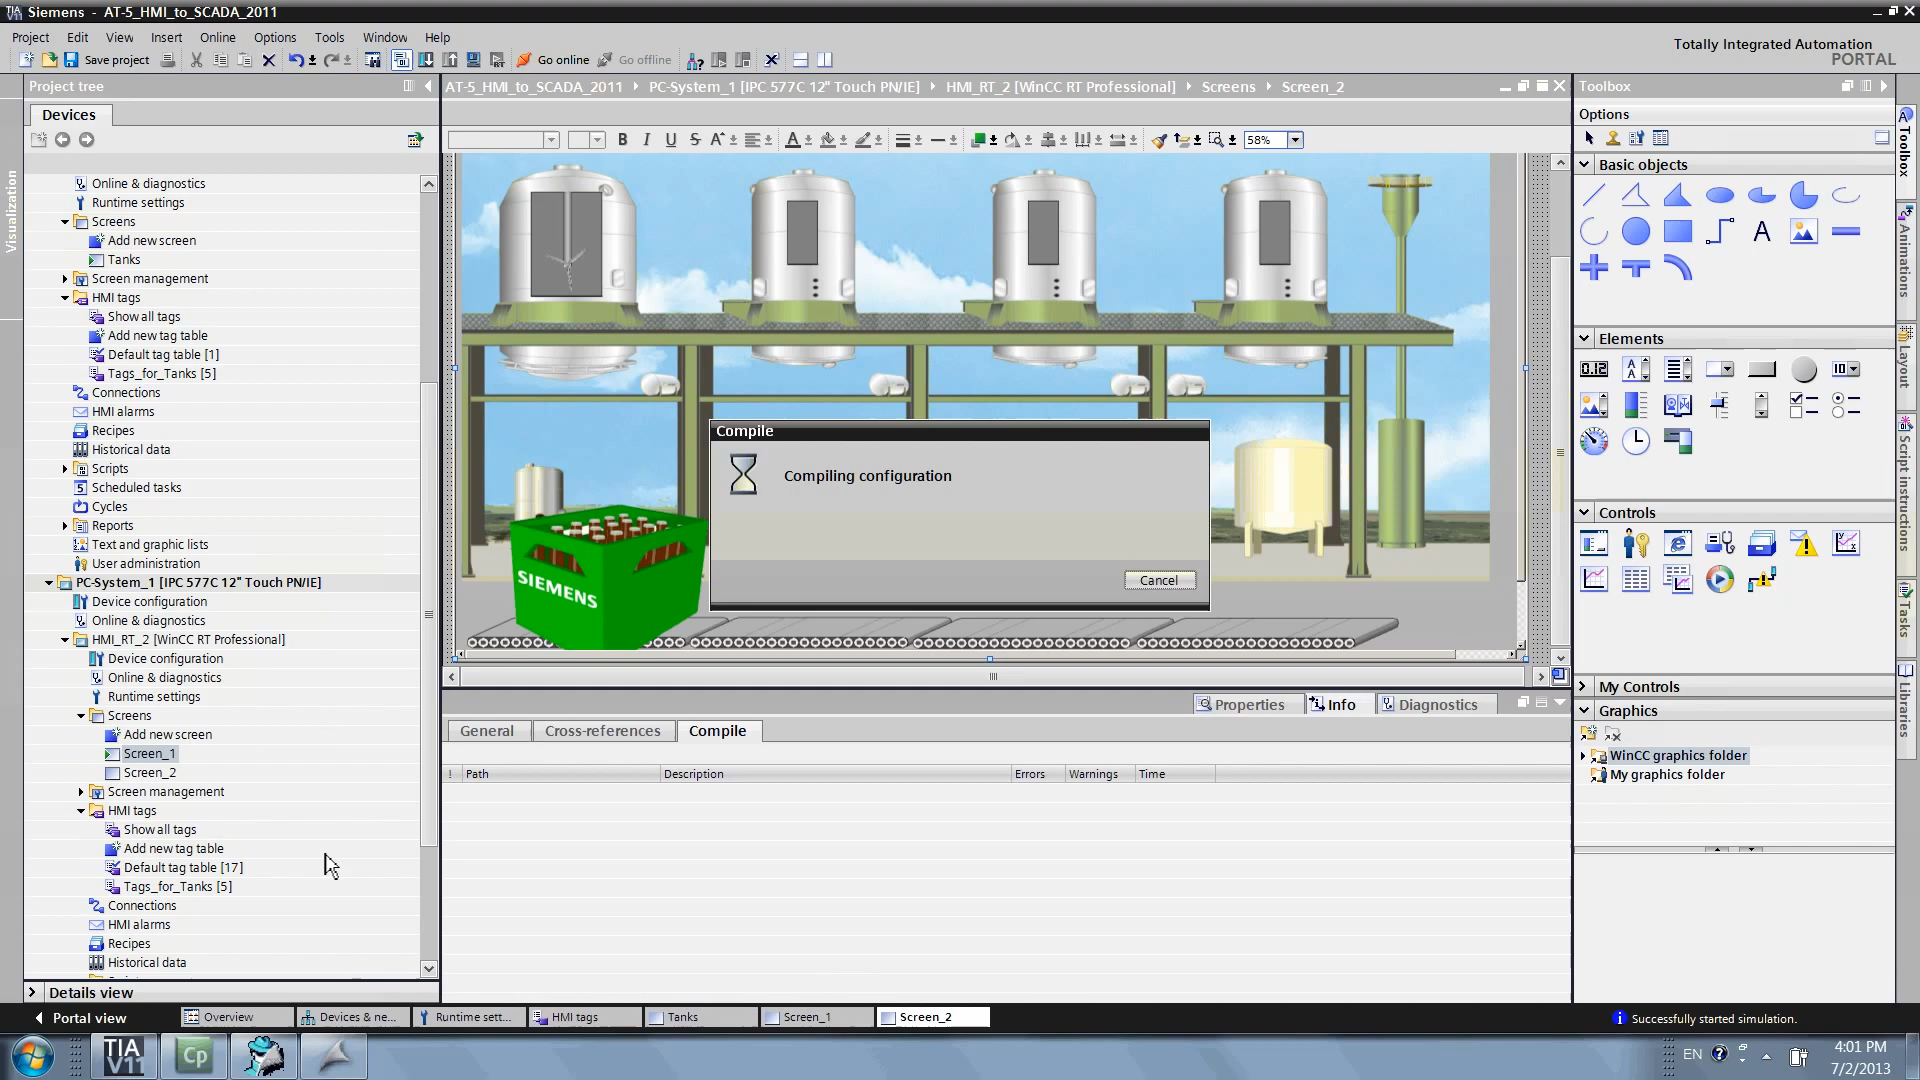 Siemens - AT-5_HMI_to_SCADA_2011
Project Edit View Insert Online Options Tools Window Help
Totally Integrated Automation
PORTAL
Save project Go online Go offline
Project tree
AT-5_HMI_to_SCADA_2011 PC-System_1 [IPC 577C 12" Touch PN/IE] HMI_RT_2 [WinCC RT Professional] Screens Screen_2
Toolbox
Devices
Options
58%
Visualization
Online & diagnostics
Runtime settings
Screens
Add new screen
Tanks
Screen management
HMI tags
Show all tags
Add new tag table
Default tag table [1]
Tags_for_Tanks [5]
Connections
HMI alarms
Recipes
Historical data
Scripts
Scheduled tasks
Cycles
Reports
Text and graphic lists
User administration
PC-System_1 [IPC 577C 12" Touch PN/IE]
Device configuration
Online & diagnostics
HMI_RT_2 [WinCC RT Professional]
Device configuration
Online & diagnostics
Runtime settings
Screens
Add new screen
Screen_1
Screen_2
Screen management
HMI tags
Show all tags
Add new tag table
Default tag table [17]
Tags_for_Tanks [5]
Connections
HMI alarms
Recipes
Historical data
Details view
SIEMENS
Compile
Compiling configuration
Cancel
Properties Info Diagnostics
General Cross-references Compile
! Path Description Errors Warnings Time
Basic objects
Elements
Controls
My Controls
Graphics
WinCC graphics folder
My graphics folder
Toolbox
Animations
Layout
Script instructions
Tasks
Libraries
Portal view
Overview Devices & ne... Runtime sett... HMI tags Tanks Screen_1 Screen_2
Successfully started simulation.
TIA V11
Cp
EN
4:01 PM
7/2/2013